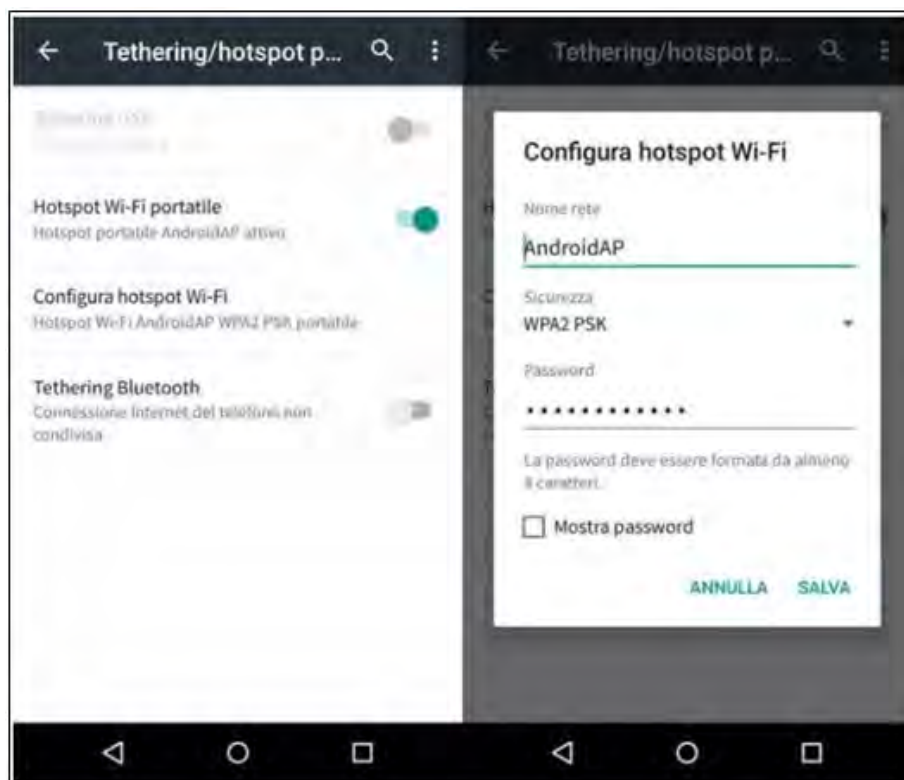 Tethering/hotspot p...
Hotspot Wi-Fi portatile
Hotspot portatile AndroidAP attivo
Configura hotspot Wi-Fi
Hotspot Wi-Fi AndroidAP WPA2 PSK portatile
Tethering Bluetooth
Connessione Internet del telefono non
condivisa
Tethering/hotspot p...
Configura hotspot Wi-Fi
Nome rete
AndroidAP
Sicurezza
WPA2 PSK
Password
La password deve essere formata da almeno
8 caratteri.
Mostra password
ANNULLA SALVA